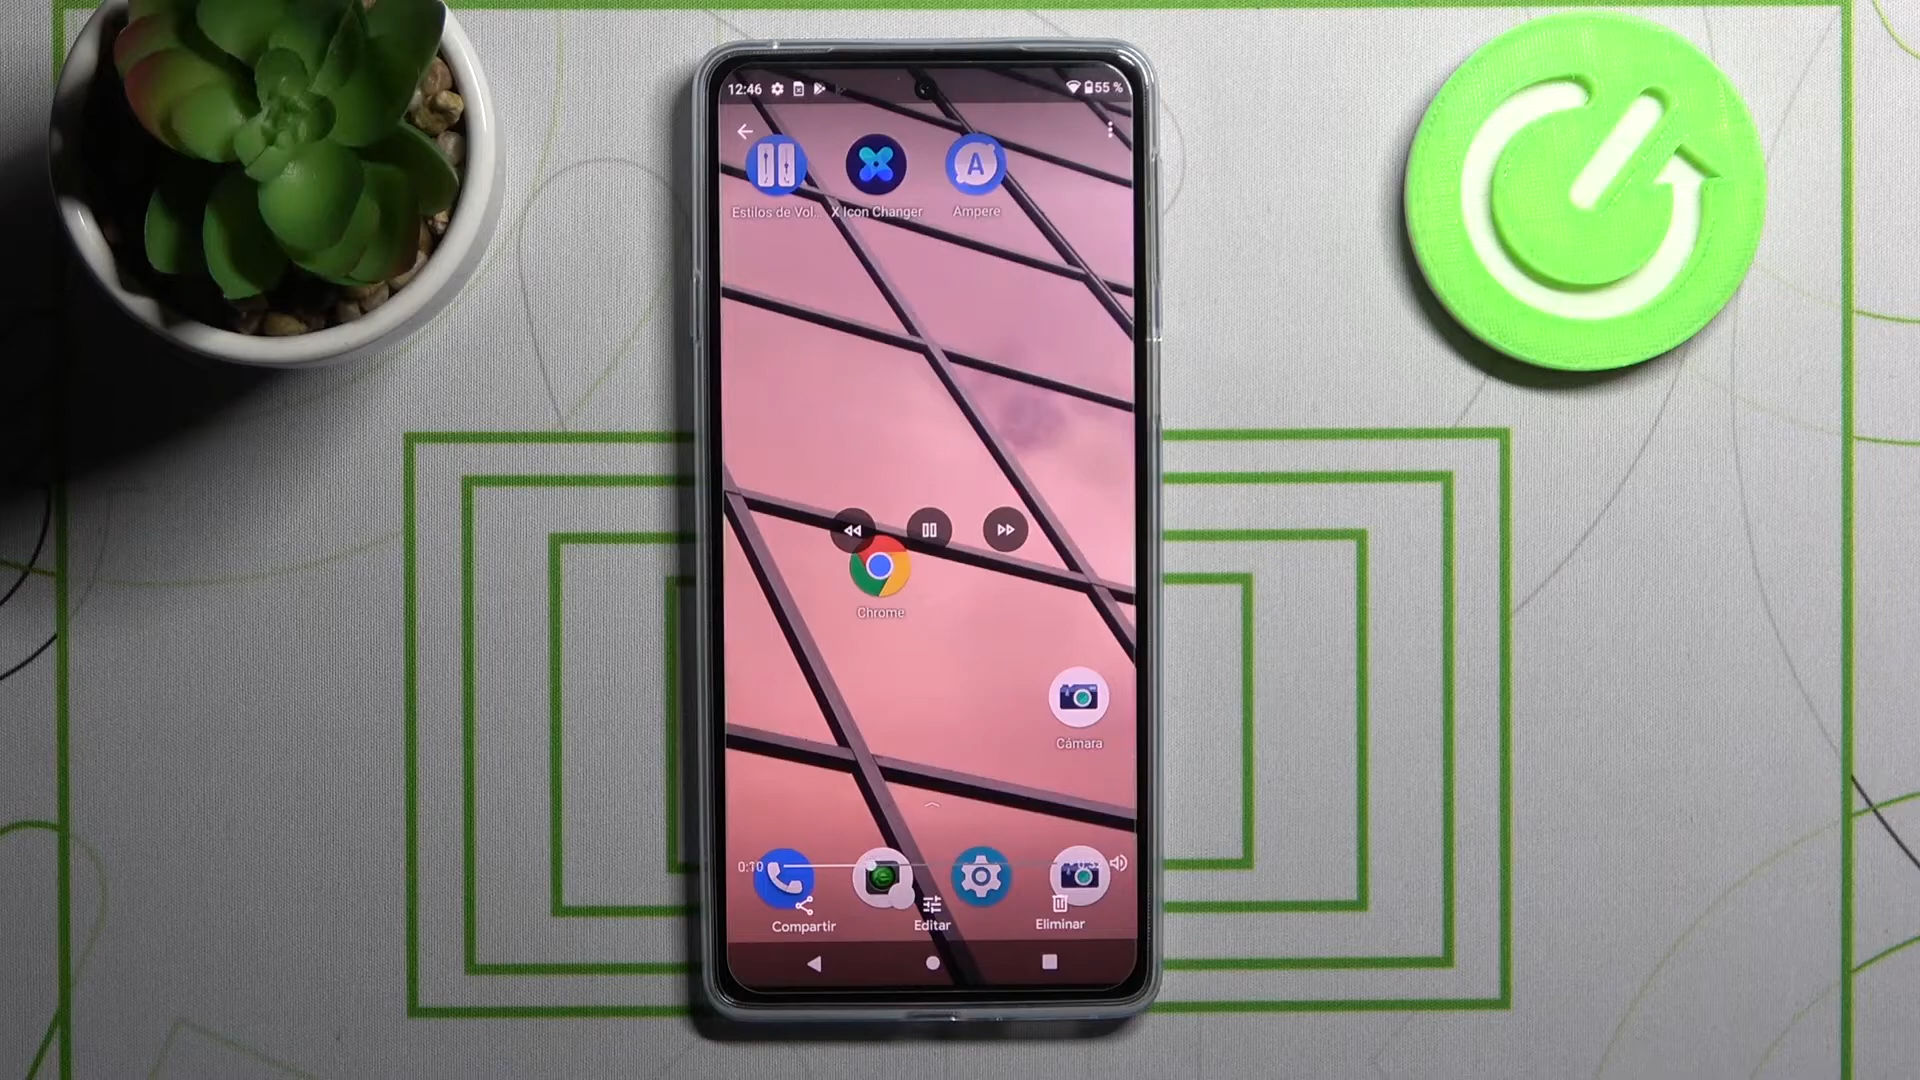 12:46
55 %
Estilos de Vol...
X Icon Changer
A
Ampere
Chrome
Cámara
0:10
Compartir
Editar
Eliminar